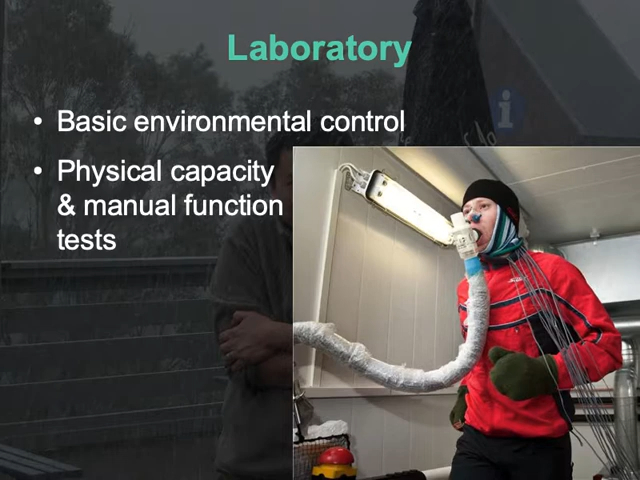 Laboratory
• Basic environmental control
• Physical capacity
& manual function
tests
i